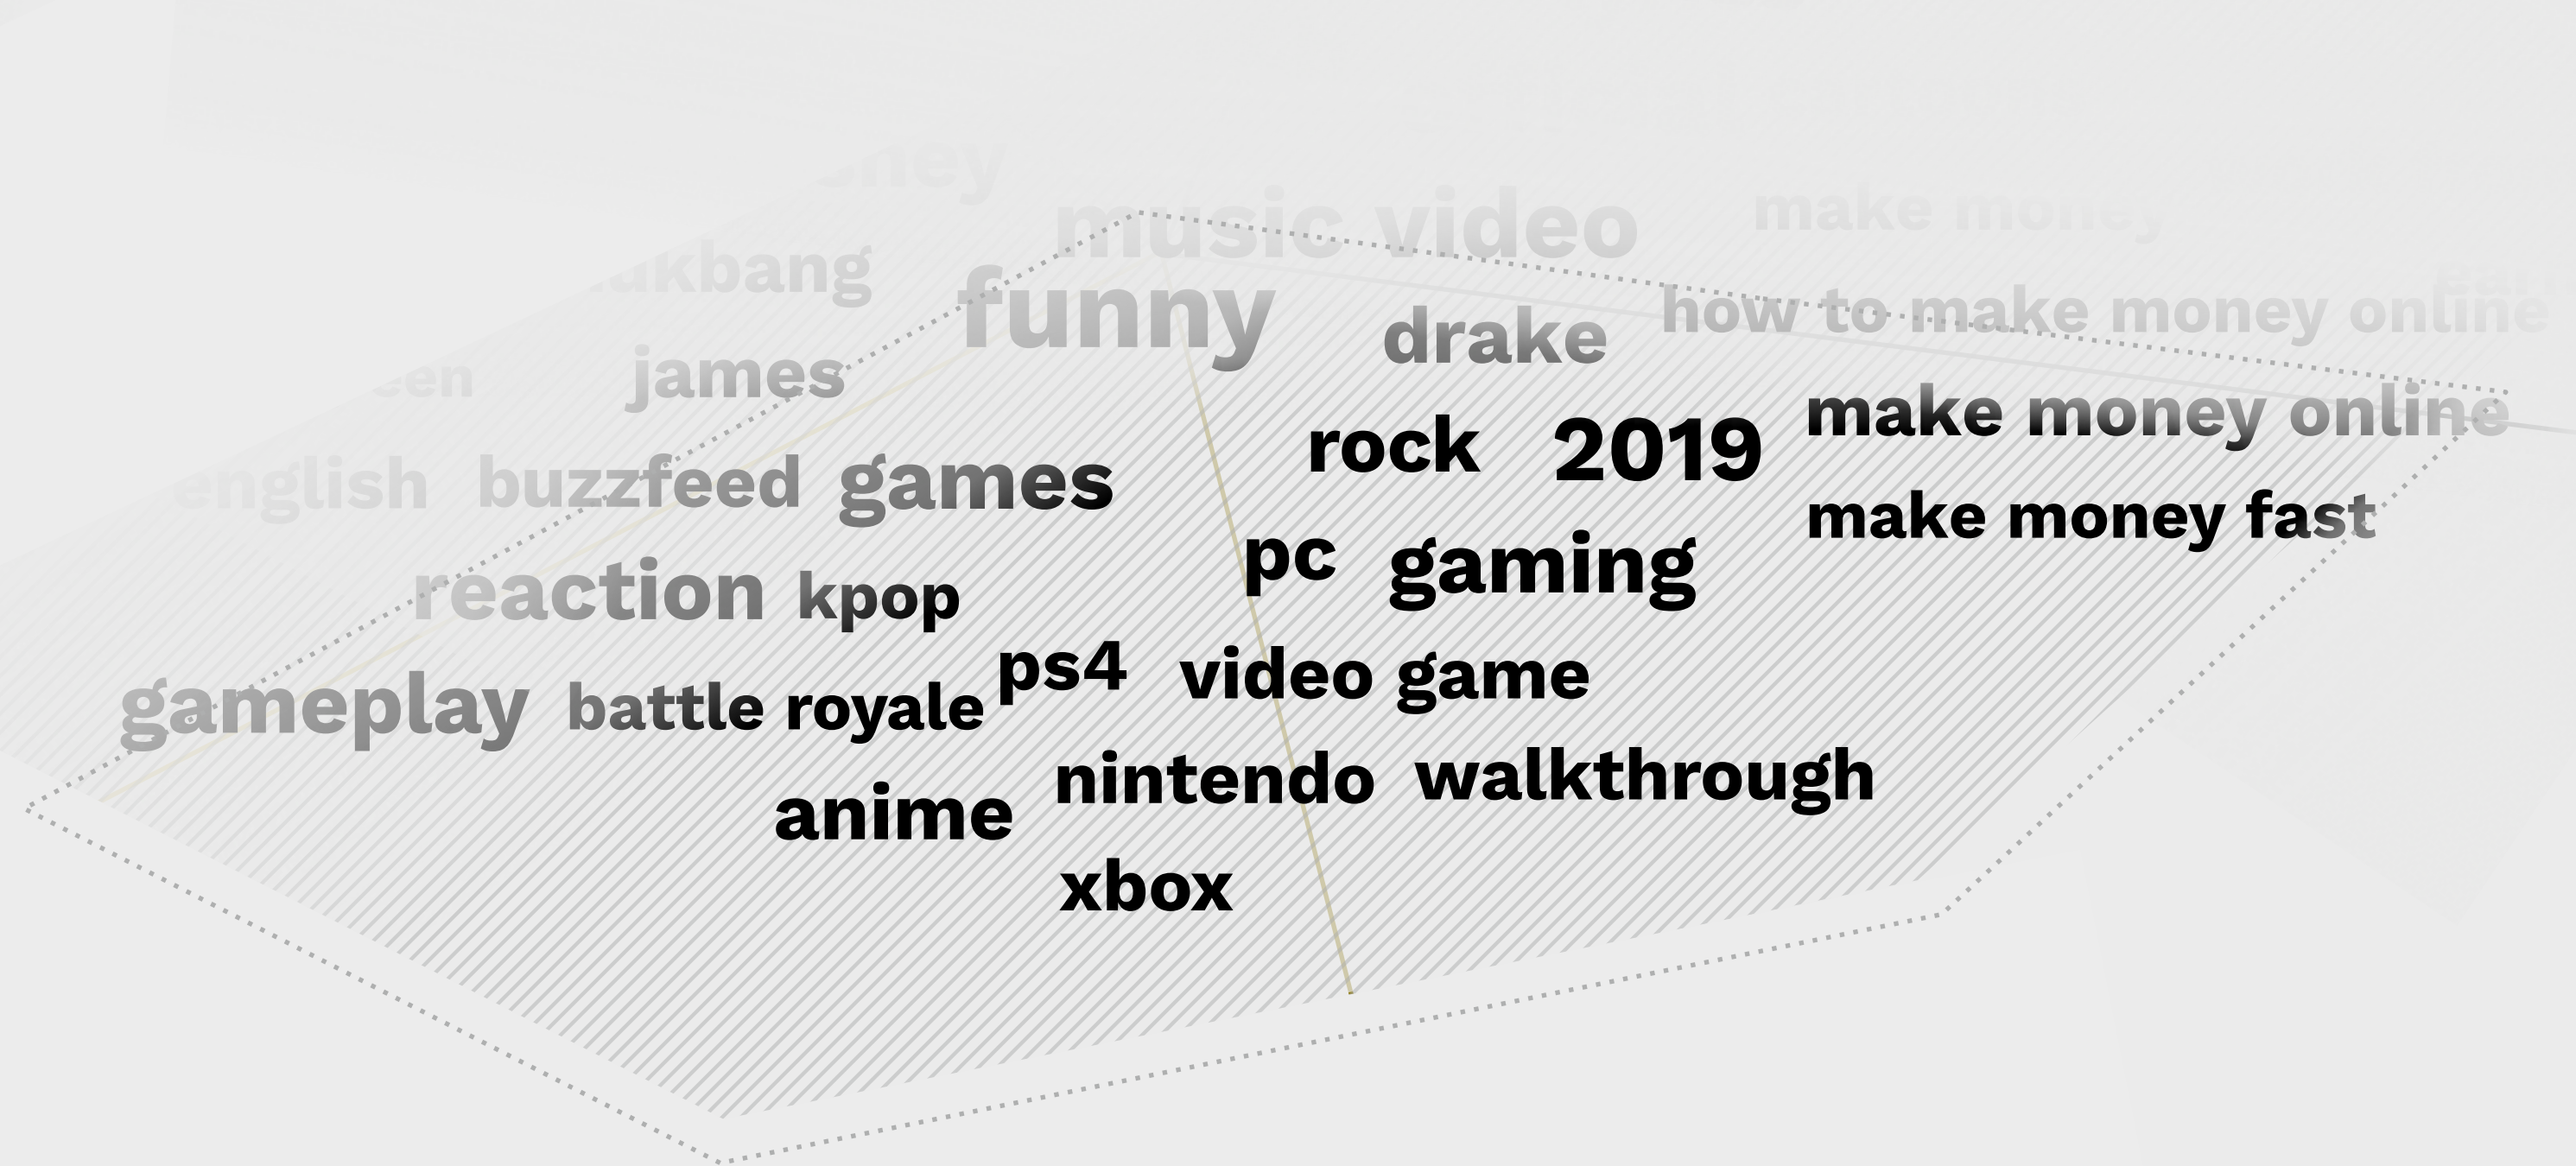 music video
make money
funny
drake
how to make money online
james
rock
2019
make money online
english
buzzfeed
games
make money fast
pc
gaming
reaction
kpop
ps4
video game
gameplay
battle royale
nintendo
walkthrough
anime
xbox